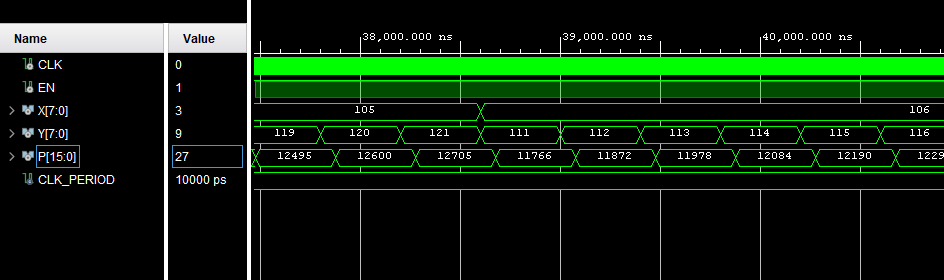 Name Value
38,000.000 ns 39,000.000 ns 40,000.000 ns
CLK 0
EN 1
X[7:0] 3 105 106
Y[7:0] 9 119 120 121 111 112 113 114 115 116
P[15:0] 27 12495 12600 12705 11766 11872 11978 12084 12190 1229
CLK_PERIOD 10000 ps